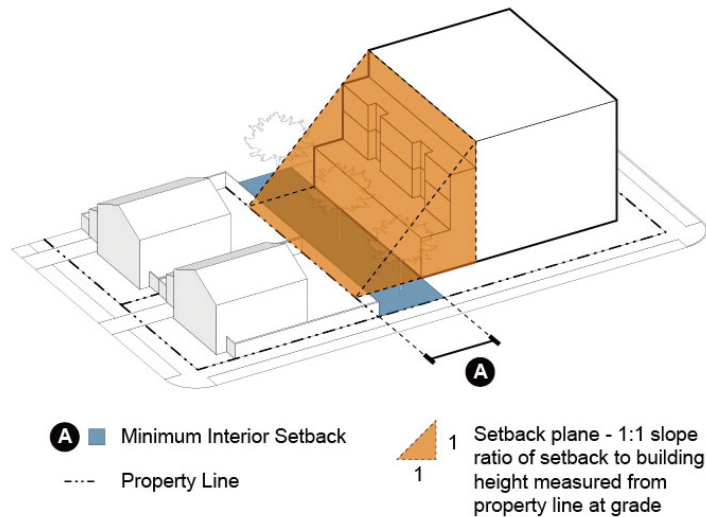 A
A Minimum Interior Setback
Property Line
1
1
Setback plane - 1:1 slope
ratio of setback to building
height measured from
property line at grade